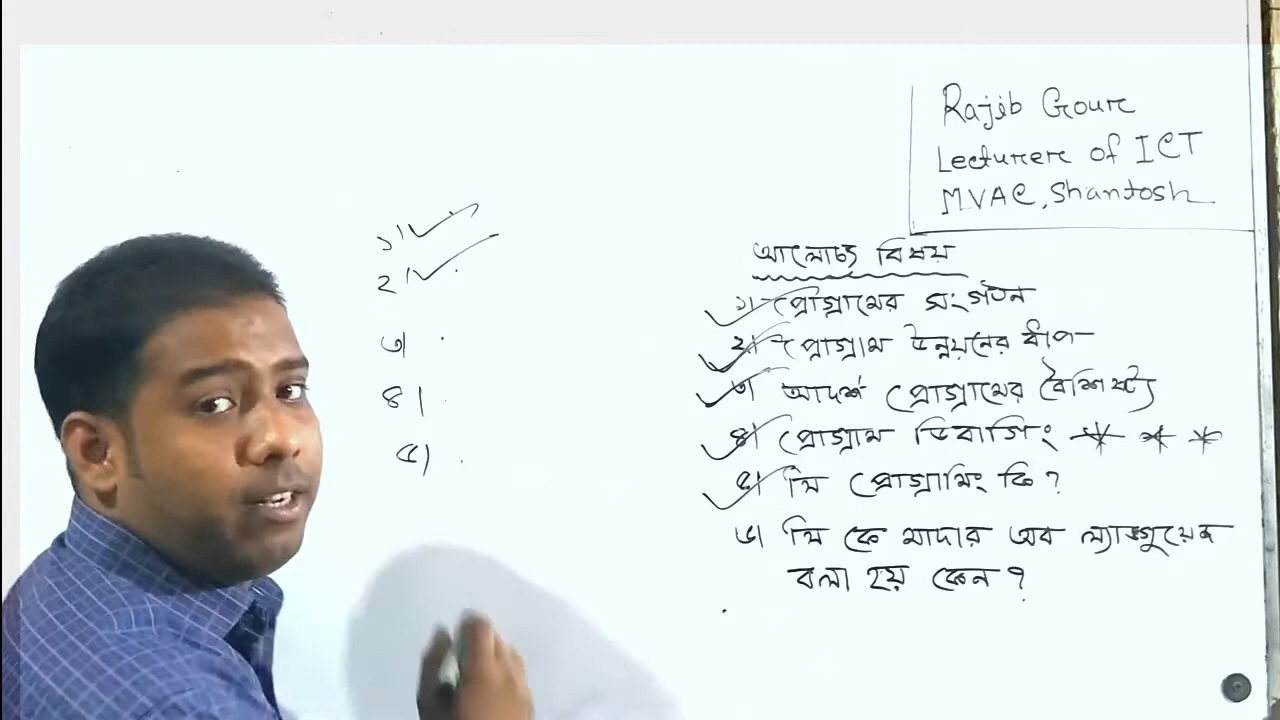 Rajib Gour
Lecturer of ICT
MVAC, Shantosh
আলোচ্য বিষয়
১। প্রোগ্রামের সংগঠন
২। প্রোগ্রাম উন্নয়নের ধাপ
৩। আদর্শ প্রোগ্রামের বৈশিষ্ট্য
৪। প্রোগ্রাম ডিবাগিং * * *
৫। সি প্রোগ্রামিং কি?
৬। সি কে মাদার অব ল্যাঙ্গুয়েজ
বলা হয় কেন?
১।
২।
৩।
৪।
৫।